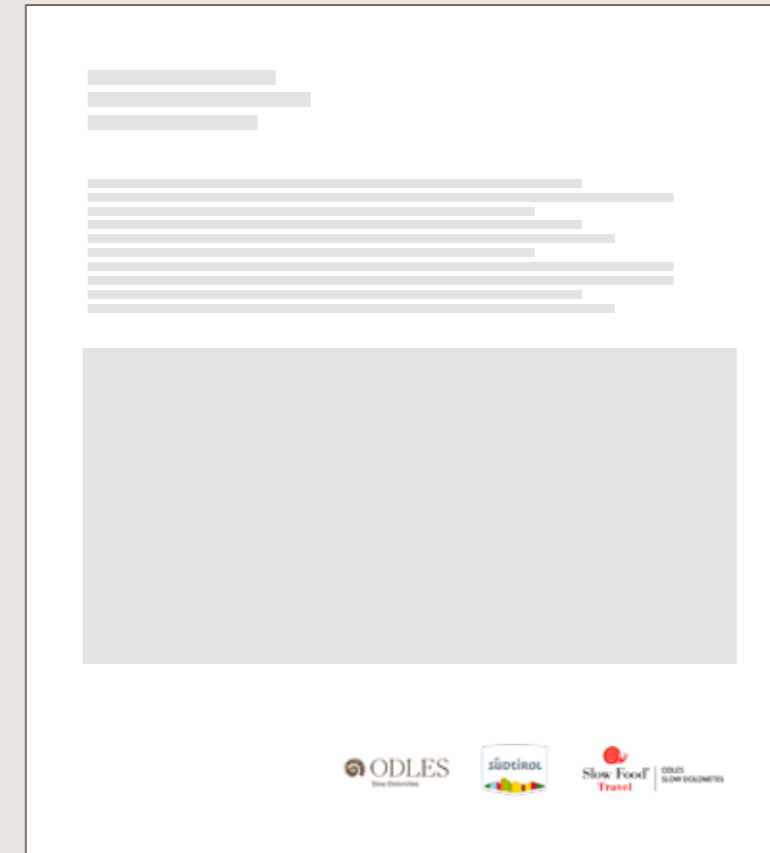 ODLES
Slow Dolomites
SÜDTIROL
Slow Food®
Travel
ODLES
SLOW DOLOMITES